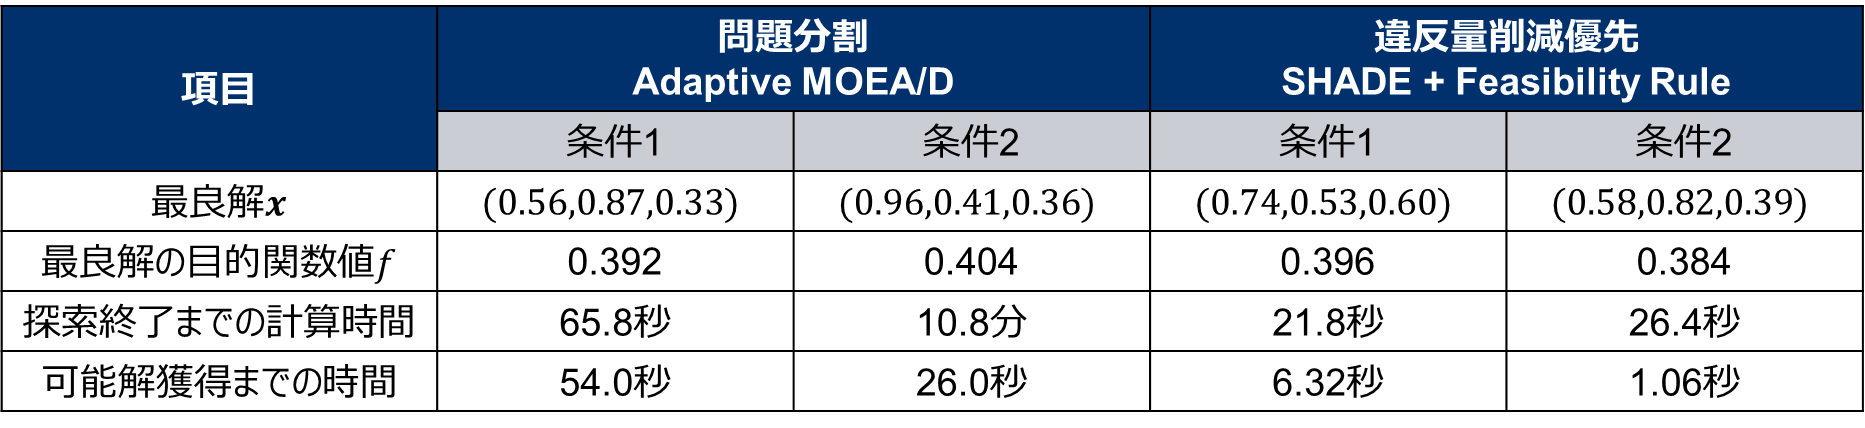 項目
問題分割
Adaptive MOEA/D
違反量削減優先
SHADE + Feasibility Rule
条件1
条件2
条件1
条件2
最良解x
(0.56,0.87,0.33)
(0.96,0.41,0.36)
(0.74,0.53,0.60)
(0.58,0.82,0.39)
最良解の目的関数値f
0.392
0.404
0.396
0.384
探索終了までの計算時間
65.8秒
10.8分
21.8秒
26.4秒
可能解獲得までの時間
54.0秒
26.0秒
6.32秒
1.06秒